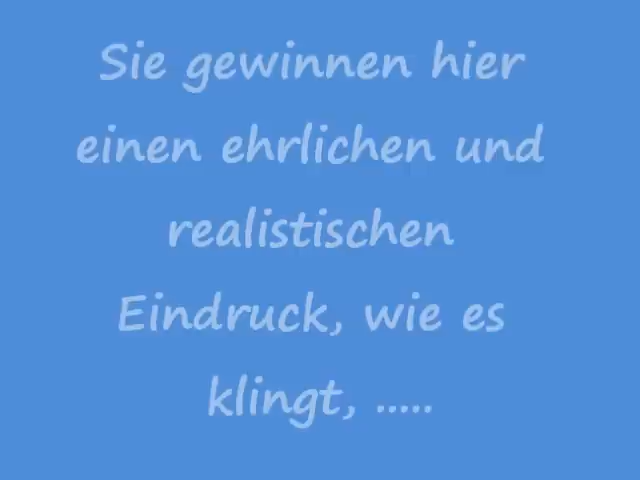 Sie gewinnen hier
einen ehrlichen und
realistischen
Eindruck, wie es
klingt, .....